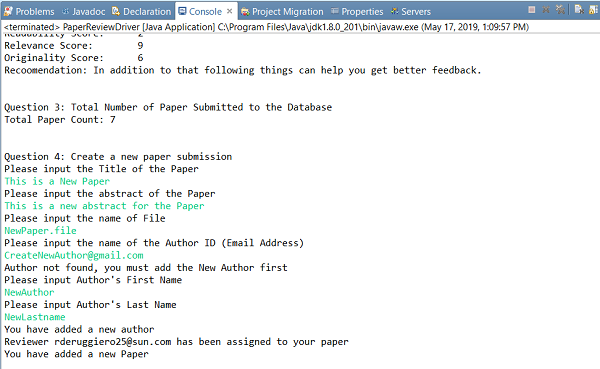 Problems @ Javadoc Declaration Console Project Migration Properties Servers
<terminated> PaperReviewDriver [Java Application] C:\Program Files\Java\jdk1.8.0_201\bin\javaw.exe (May 17, 2019, 1:09:57 PM)
Readability Score: 2
Relevance Score: 9
Originality Score: 6
Recoomendation: In addition to that following things can help you get better feedback.
Question 3: Total Number of Paper Submitted to the Database
Total Paper Count: 7
Question 4: Create a new paper submission
Please input the Title of the Paper
This is a New Paper
Please input the abstract of the Paper
This is a new abstract for the Paper
Please input the name of File
NewPaper.file
Please input the name of the Author ID (Email Address)
CreateNewAuthor@gmail.com
Author not found, you must add the New Author first
Please input Author's First Name
NewAuthor
Please input Author's Last Name
NewLastname
You have added a new author
Reviewer rderuggiero25@sun.com has been assigned to your paper
You have added a new Paper